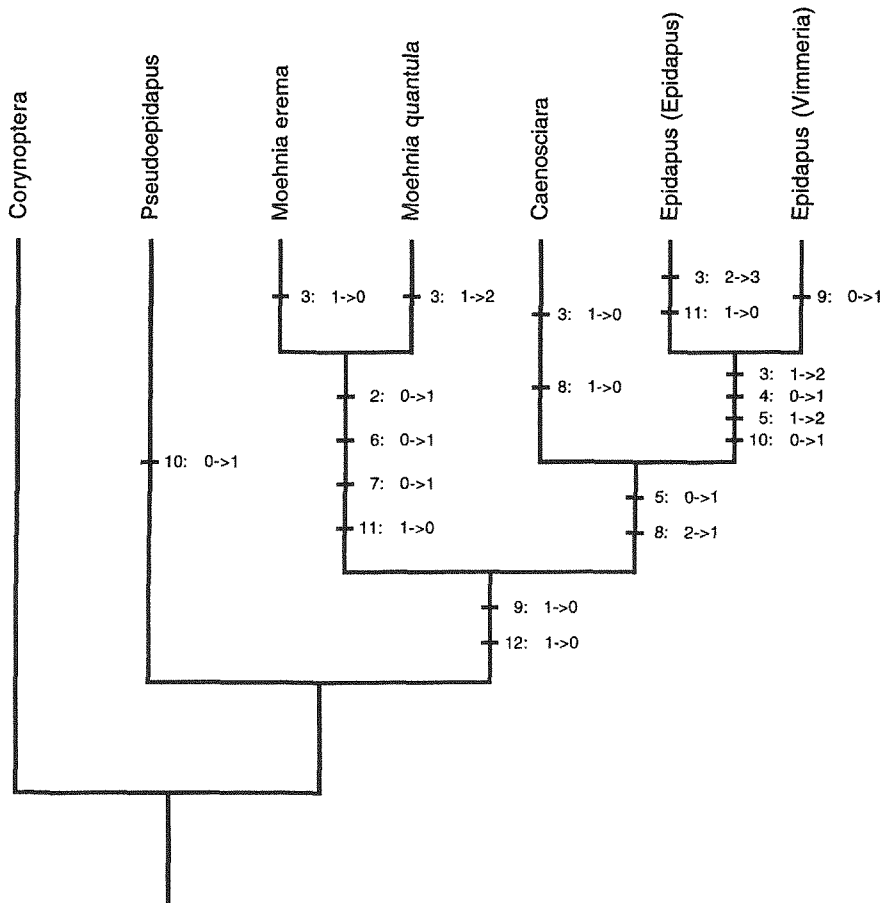 Corynoptera
Pseudoepidapus
Moehnia erema
Moehnia quantula
Caenosciara
Epidapus (Epidapus)
Epidapus (Vimmeria)
3: 1->0
3: 1->2
3: 1->0
8: 1->0
3: 2->3
11: 1->0
9: 0->1
2: 0->1
6: 0->1
7: 0->1
11: 1->0
3: 1->2
4: 0->1
5: 1->2
10: 0->1
10: 0->1
5: 0->1
8: 2->1
9: 1->0
12: 1->0